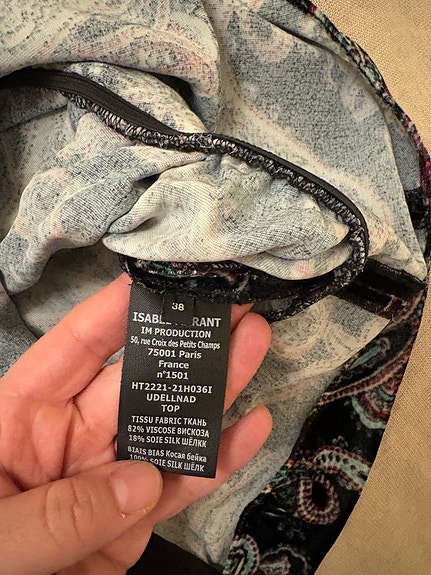 38
ISABEL MARANT
IM PRODUCTION
50, rue Croix des Petits Champs
75001 Paris
France
n°1501
HT2221-21H036I
UDELLNAD
TOP
TISSU FABRIC ТКАНЬ
82% VISCOSE ВИСКОЗА
18% SOIE SILK ШЁЛК
BIAIS BIAS Косая бейка
100% SOIE SILK ШЁЛК